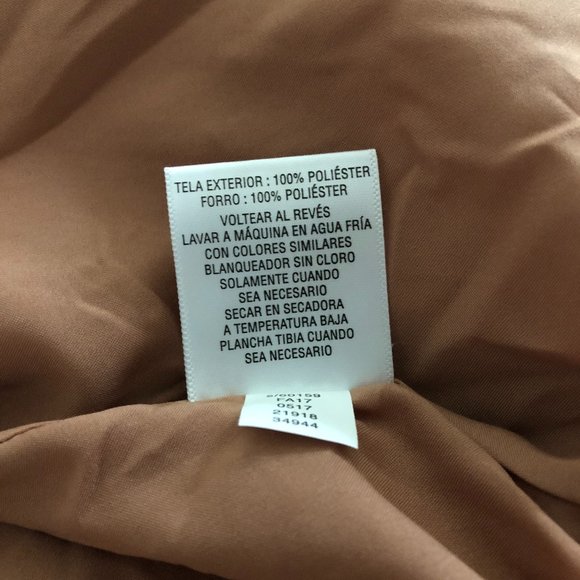 TELA EXTERIOR : 100% POLIÉSTER
FORRO : 100% POLIÉSTER
VOLTEAR AL REVÉS
LAVAR A MÁQUINA EN AGUA FRÍA
CON COLORES SIMILARES
BLANQUEADOR SIN CLORO
SOLAMENTE CUANDO
SEA NECESARIO
SECAR EN SECADORA
A TEMPERATURA BAJA
PLANCHA TIBIA CUANDO
SEA NECESARIO
FA17
0517
21918
34944